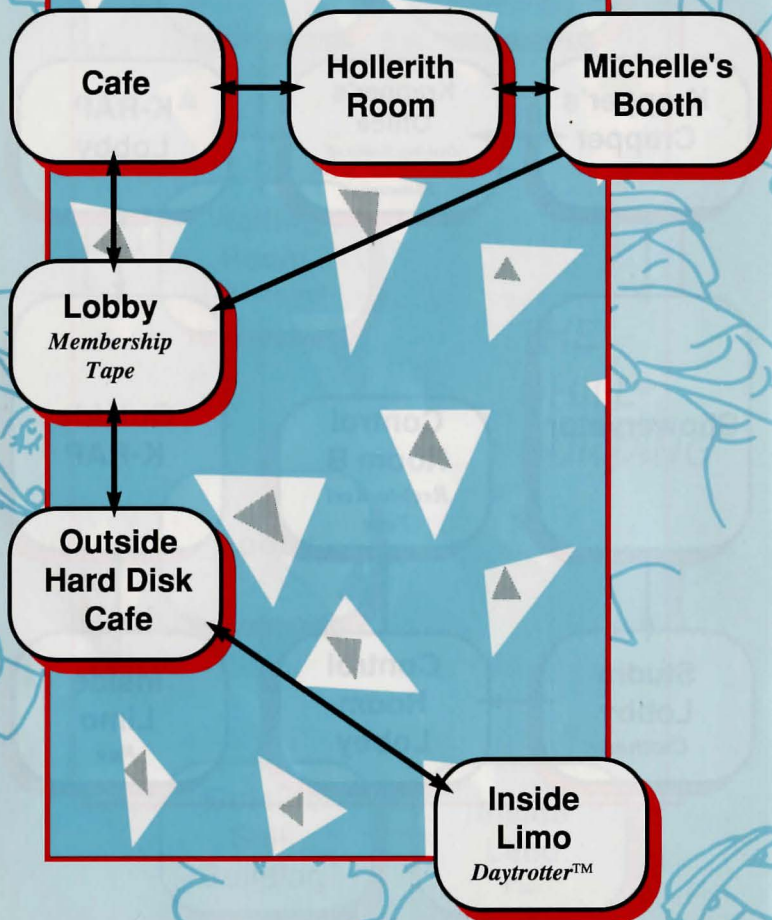 Cafe
Hollerith
Room
Michelle's
Booth
Lobby
Membership
Tape
Outside
Hard Disk
Cafe
Inside
Limo
Daytrotter™